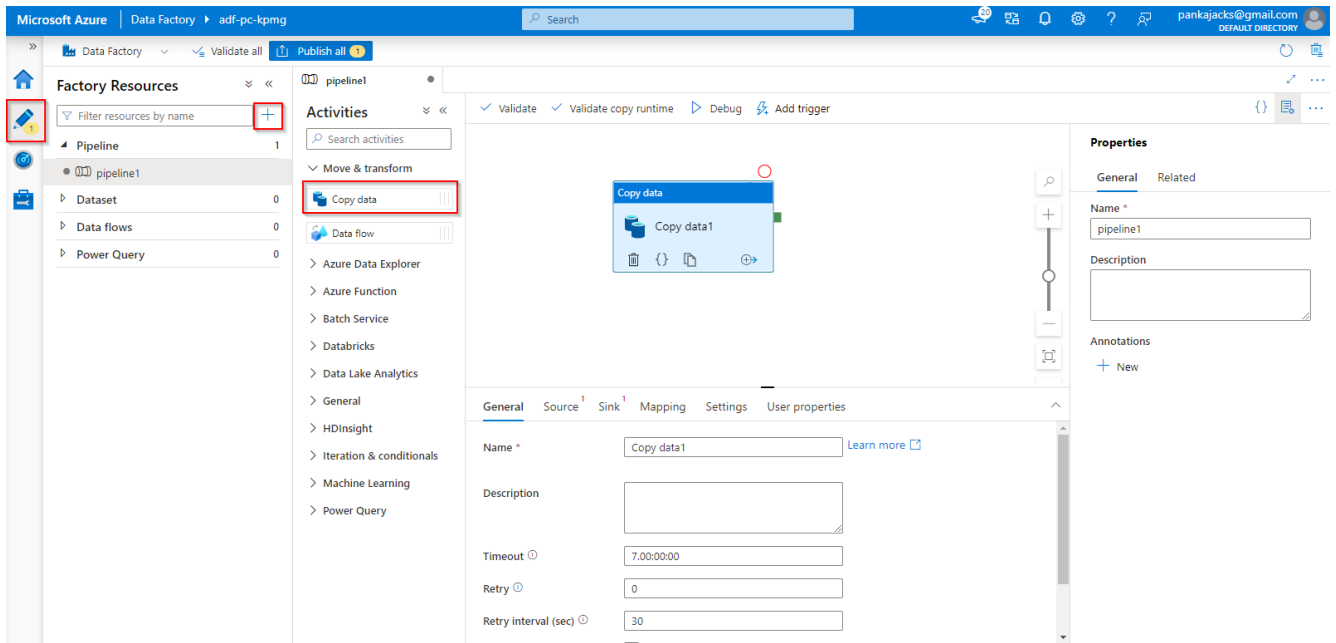 Microsoft Azure Data Factory adf-pc-kpmg Search 20 ? pankajacks@gmail.com
DEFAULT DIRECTORY
» Data Factory Validate all Publish all 1
Factory Resources
Filter resources by name
1
Pipeline 1
pipeline1
Dataset 0
Data flows 0
Power Query 0
pipeline1
Activities
Search activities
Move & transform
Copy data
Data flow
Azure Data Explorer
Azure Function
Batch Service
Databricks
Data Lake Analytics
General
HDInsight
Iteration & conditionals
Machine Learning
Power Query
Validate Validate copy runtime Debug Add trigger {}
Copy data
Copy data1
{}
General Source 1 Sink 1 Mapping Settings User properties
Name * Copy data1 Learn more
Description
Timeout 7.00:00:00
Retry 0
Retry interval (sec) 30
Properties
General Related
Name *
pipeline1
Description
Annotations
New